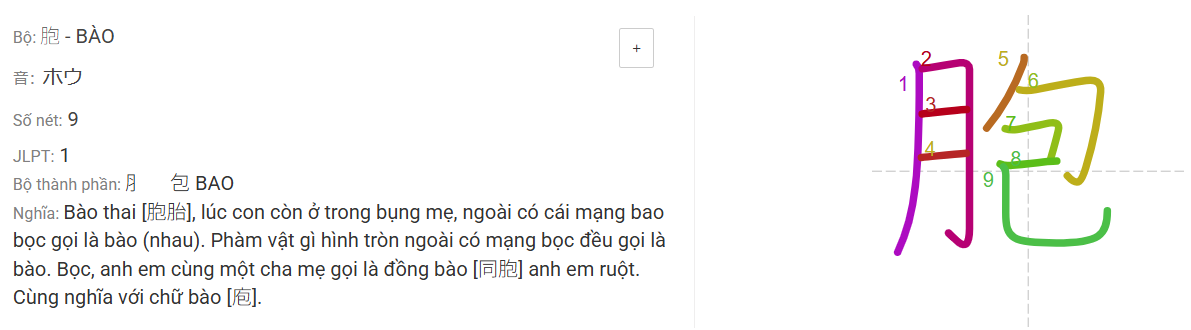 Bộ: 胞 - BÀO
+
音: ホウ
Số nét: 9
JLPT: 1
Bộ thành phần: ⺼ 包 BAO
Nghĩa: Bào thai [胞胎], lúc con còn ở trong bụng mẹ, ngoài có cái mạng bao
bọc gọi là bào (nhau). Phàm vật gì hình tròn ngoài có mạng bọc đều gọi là
bào. Bọc, anh em cùng một cha mẹ gọi là đồng bào [同胞] anh em ruột.
Cùng nghĩa với chữ bào [庖].
胞
1
2
3
4
5
6
7
8
9